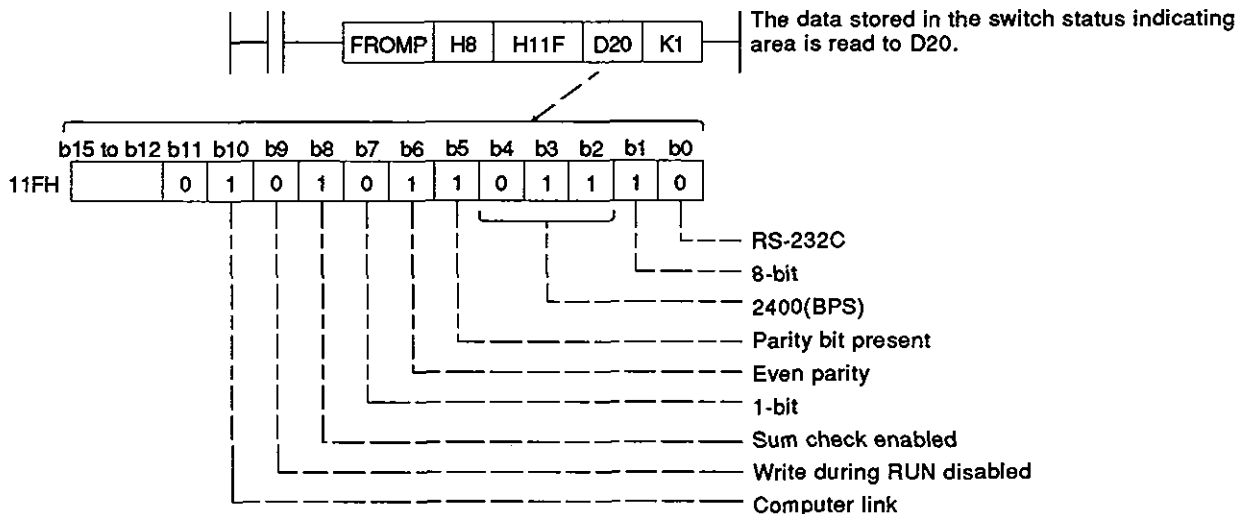 FROMP H8 H11F D20 K1
The data stored in the switch status indicating
area is read to D20.
b15 to b12 b11 b10 b9 b8 b7 b6 b5 b4 b3 b2 b1 b0
11FH 0 1 0 1 0 1 1 0 1 1 1 0
RS-232C
8-bit
2400(BPS)
Parity bit present
Even parity
1-bit
Sum check enabled
Write during RUN disabled
Computer link